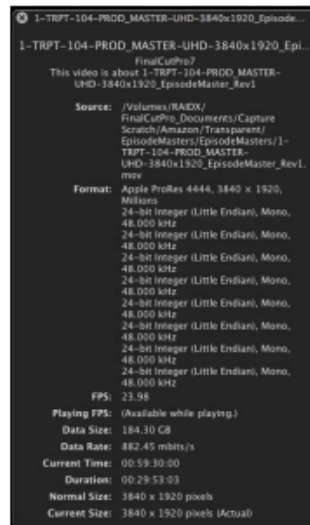 1-TRPT-104-PROD_MASTER-UHD-3840x1920_Episode...
1-TRPT-104-PROD_MASTER-UHD-3840x1920_Epi...
FinalCutPro7
This video is about 1-TRPT-104-PROD_MASTER-
UHD-3840x1920_EpisodeMaster_Rev1
Source: /Volumes/RAIDX/
FinalCutPro_Documents/Capture
Scratch/Amazon/Transparent/
EpisodeMasters/EpisodeMasters/1-
TRPT-104-PROD_MASTER-
UHD-3840x1920_EpisodeMaster_Rev1.
mov
Format: Apple ProRes 4444, 3840 × 1920,
Millions
24-bit Integer (Little Endian), Mono,
48.000 kHz
24-bit Integer (Little Endian), Mono,
48.000 kHz
24-bit Integer (Little Endian), Mono,
48.000 kHz
24-bit Integer (Little Endian), Mono,
48.000 kHz
24-bit Integer (Little Endian), Mono,
48.000 kHz
24-bit Integer (Little Endian), Mono,
48.000 kHz
24-bit Integer (Little Endian), Mono,
48.000 kHz
24-bit Integer (Little Endian), Mono,
48.000 kHz
FPS: 23.98
Playing FPS: (Available while playing.)
Data Size: 184.30 GB
Data Rate: 882.45 mbits/s
Current Time: 00:59:30:00
Duration: 00:29:53:03
Normal Size: 3840 x 1920 pixels
Current Size: 3840 x 1920 pixels (Actual)